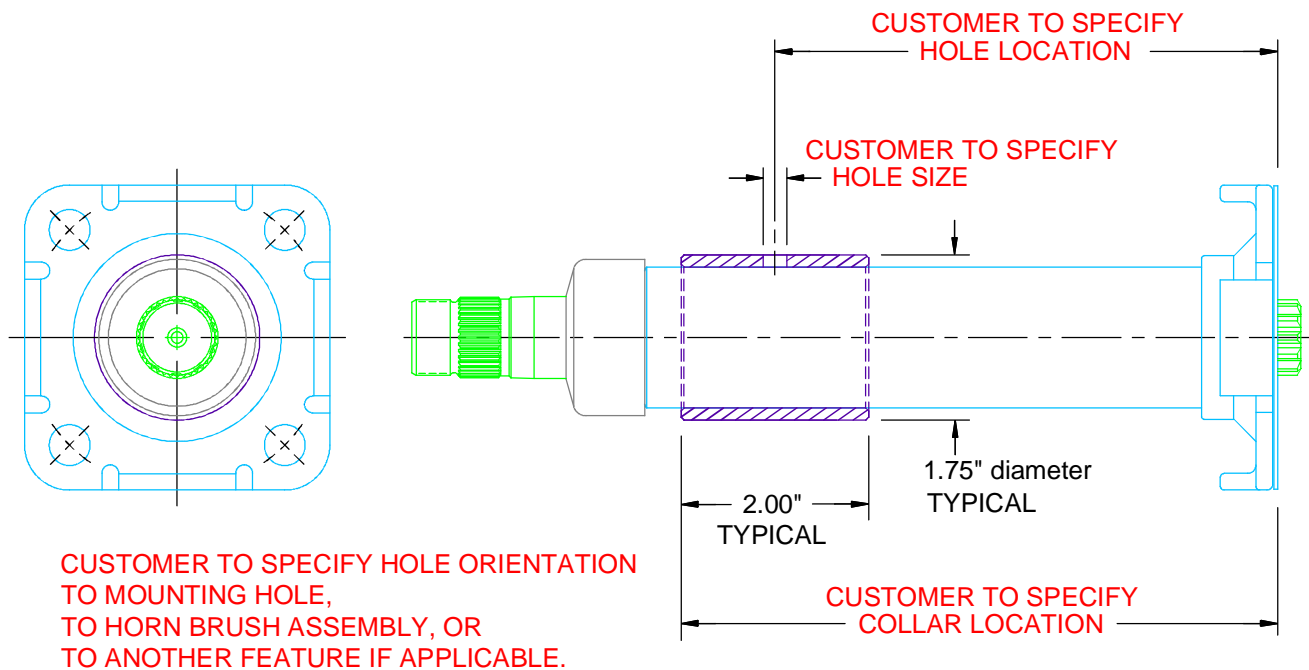 CUSTOMER TO SPECIFY
HOLE LOCATION
CUSTOMER TO SPECIFY
HOLE SIZE
1.75" diameter
TYPICAL
2.00"
TYPICAL
CUSTOMER TO SPECIFY HOLE ORIENTATION
TO MOUNTING HOLE,
TO HORN BRUSH ASSEMBLY, OR
TO ANOTHER FEATURE IF APPLICABLE.
CUSTOMER TO SPECIFY
COLLAR LOCATION